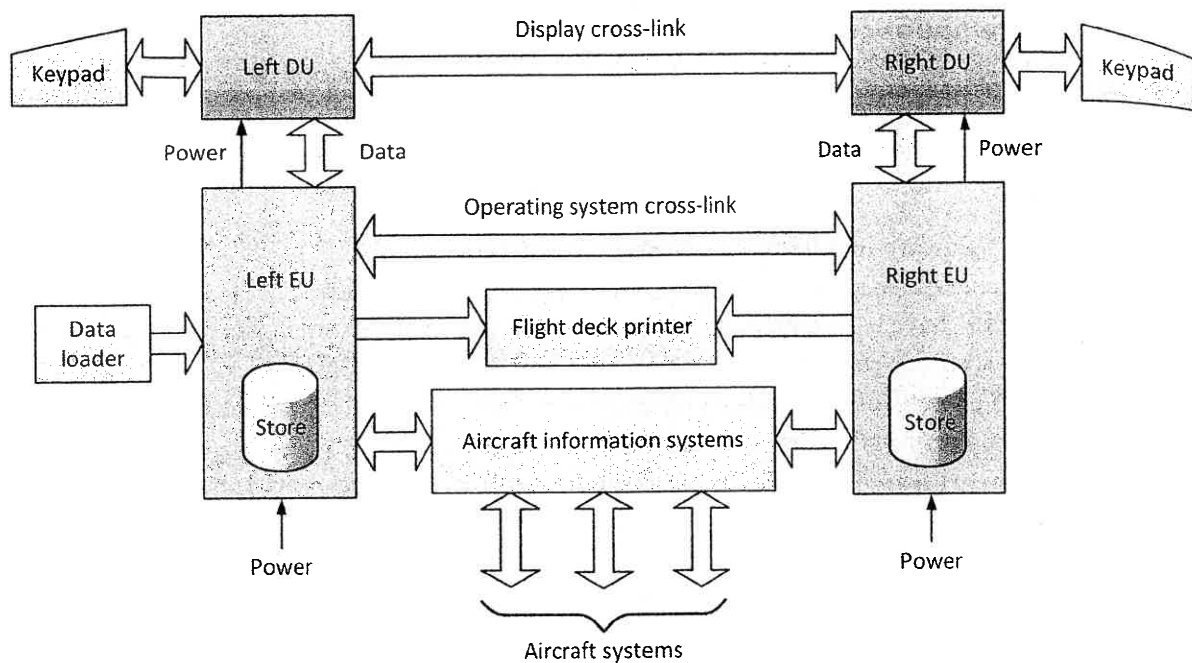 Display cross-link
Keypad
Left DU
Right DU
Keypad
Power
Data
Data
Power
Operating system cross-link
Left EU
Right EU
Data
loader
Flight deck printer
Store
Aircraft information systems
Store
Power
Power
Aircraft systems